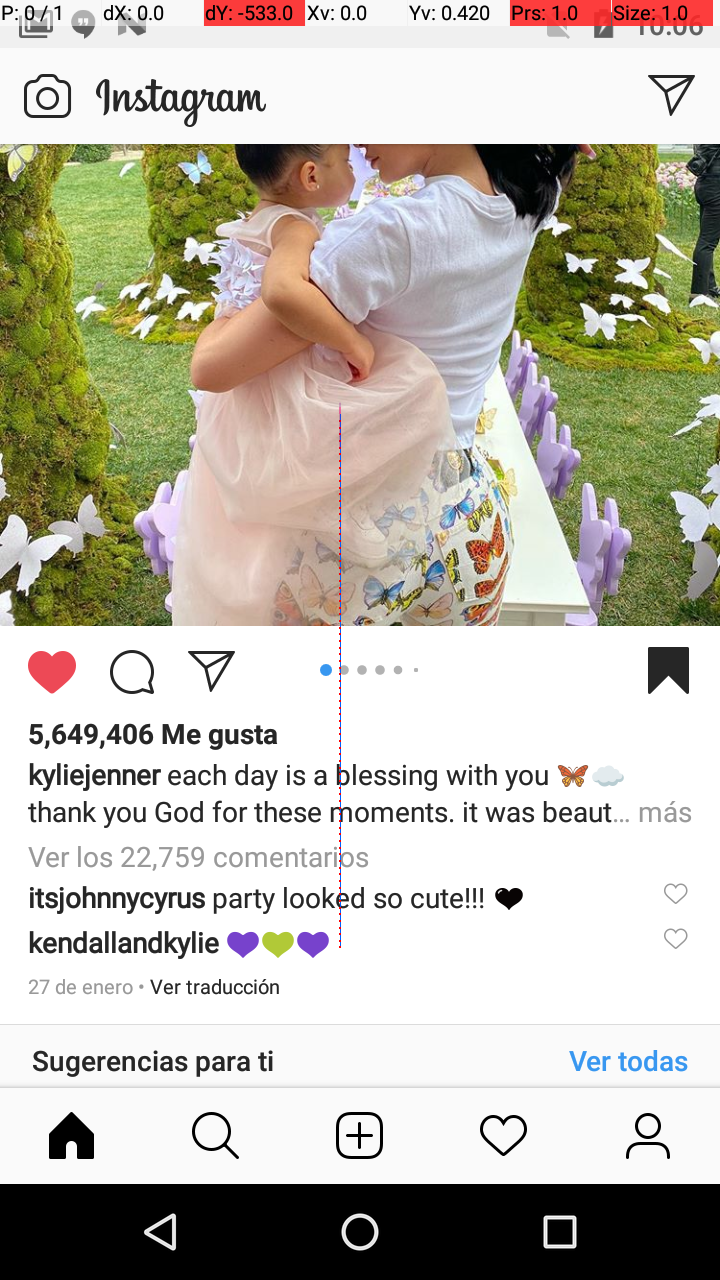 P: 0 / 1 dX: 0.0 dY: -533.0 Xv: 0.0 Yv: 0.420 Prs: 1.0 Size: 1.0
10:06
Instagram
5,649,406 Me gusta
kyliejenner each day is a blessing with you 🦋☁️
thank you God for these moments. it was beaut... más
Ver los 22,759 comentarios
itsjohnnycyrus party looked so cute!!! 🖤
kendallandkylie 💜💚💜
27 de enero • Ver traducción
Sugerencias para ti Ver todas